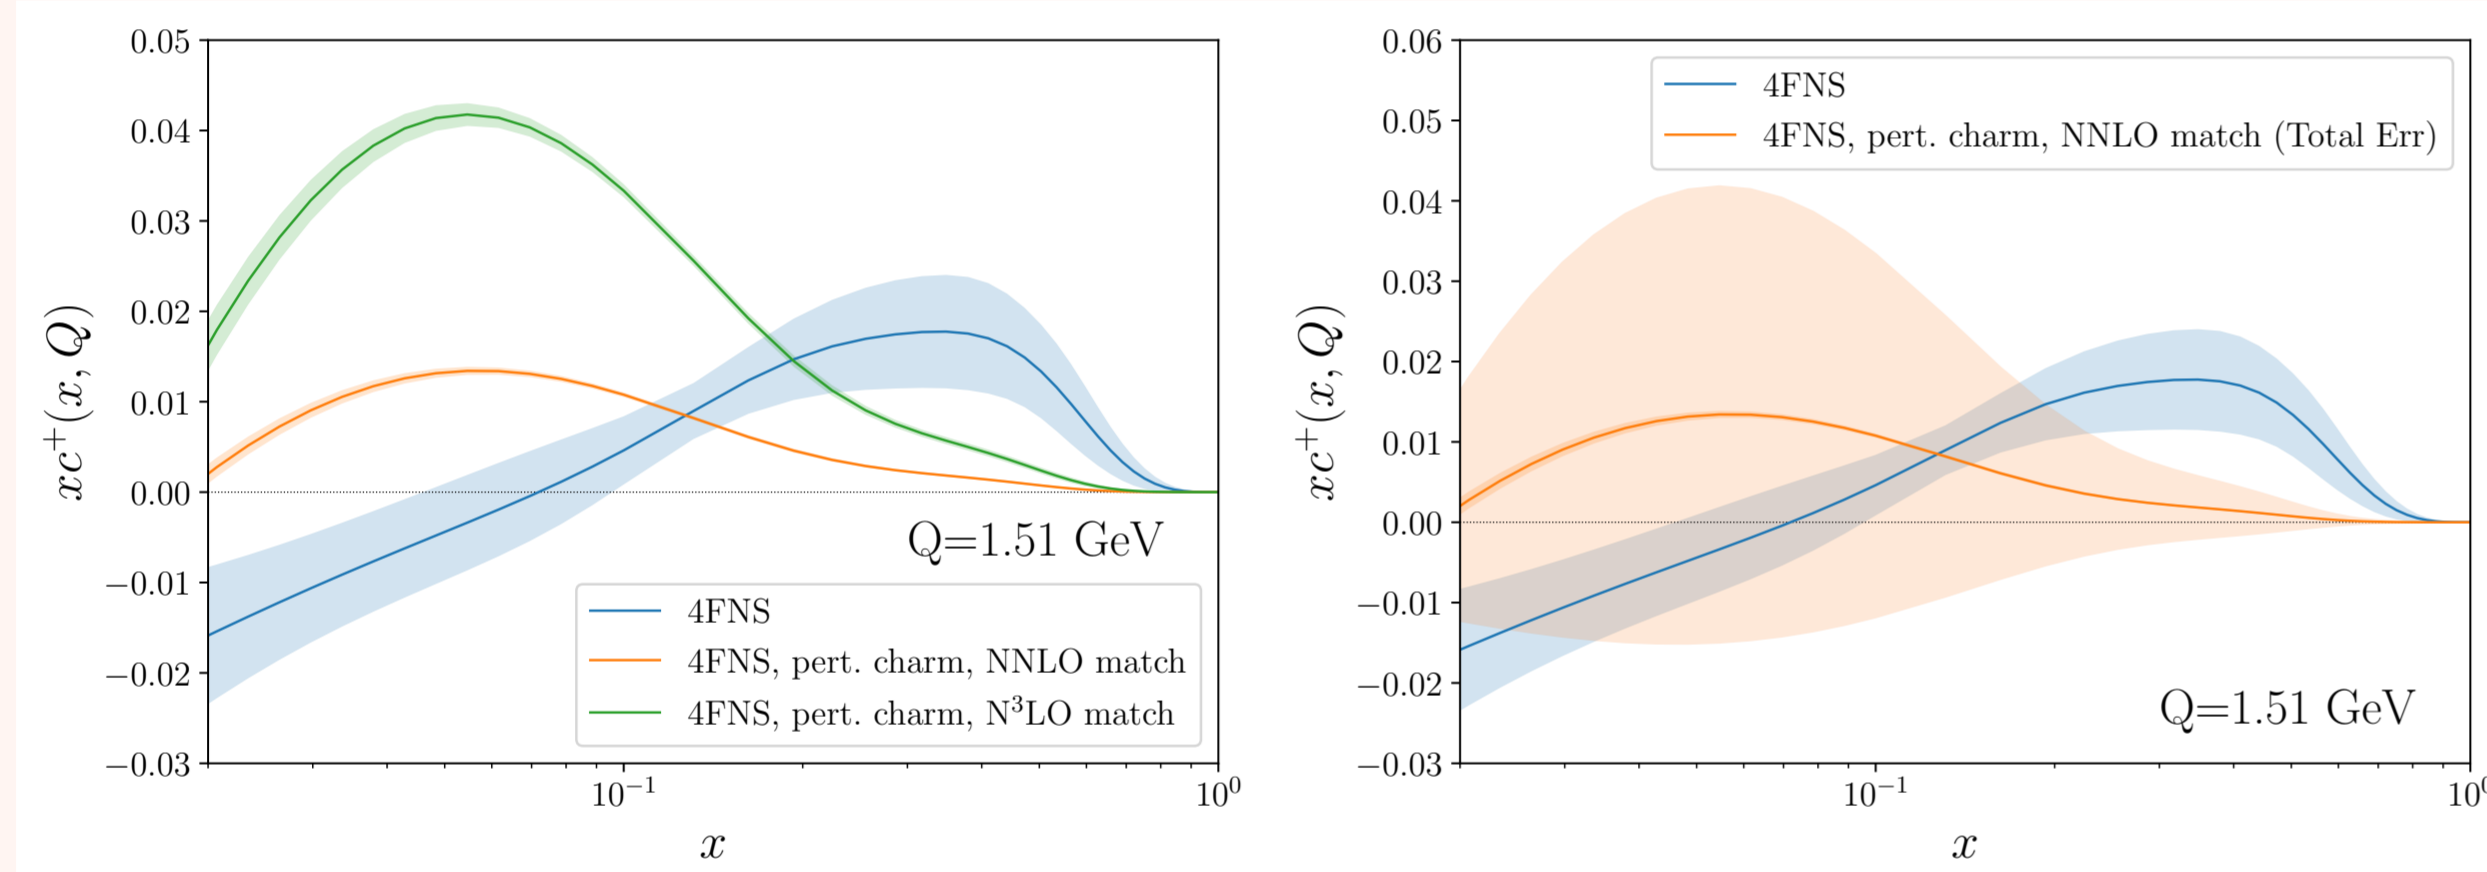 0.05
0.04
0.03
0.02
0.01
0.00
−0.01
−0.02
−0.03
xc⁺(x, Q)
Q=1.51 GeV
4FNS
4FNS, pert. charm, NNLO match
4FNS, pert. charm, N³LO match
10⁻¹
10⁰
x
0.06
0.05
0.04
0.03
0.02
0.01
0.00
−0.01
−0.02
−0.03
xc⁺(x, Q)
4FNS
4FNS, pert. charm, NNLO match (Total Err)
Q=1.51 GeV
10⁻¹
10⁰
x